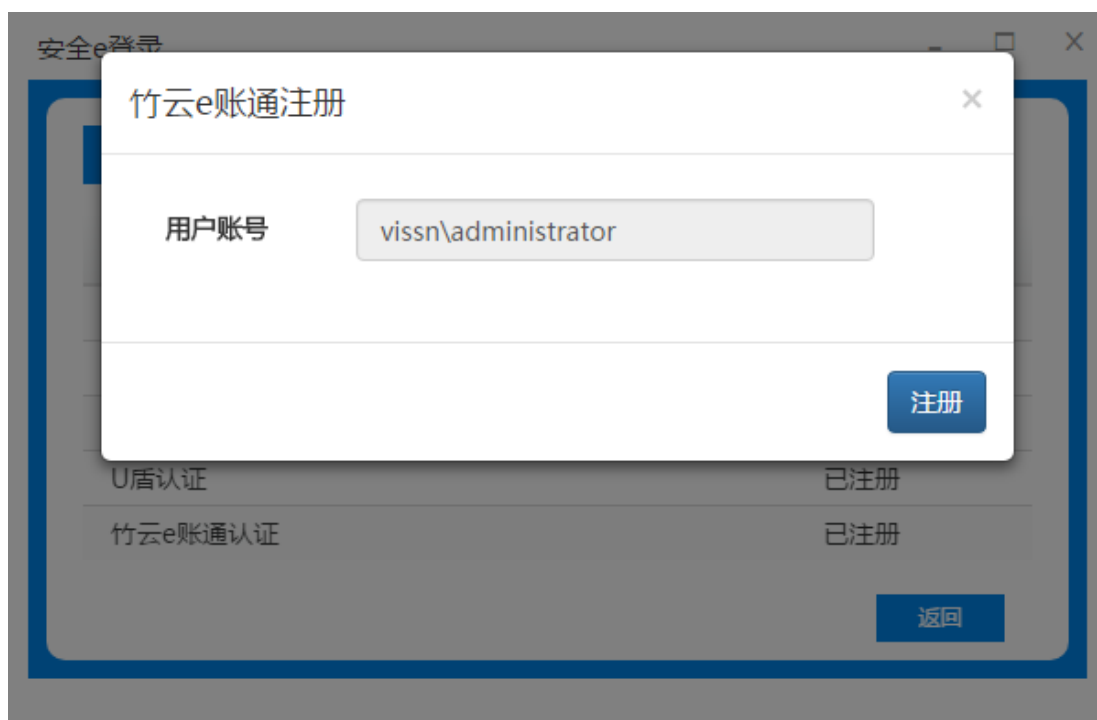 安全e登录
竹云e账通注册
用户账号 vissn\administrator
注册
U盾认证 已注册
竹云e账通认证 已注册
返回